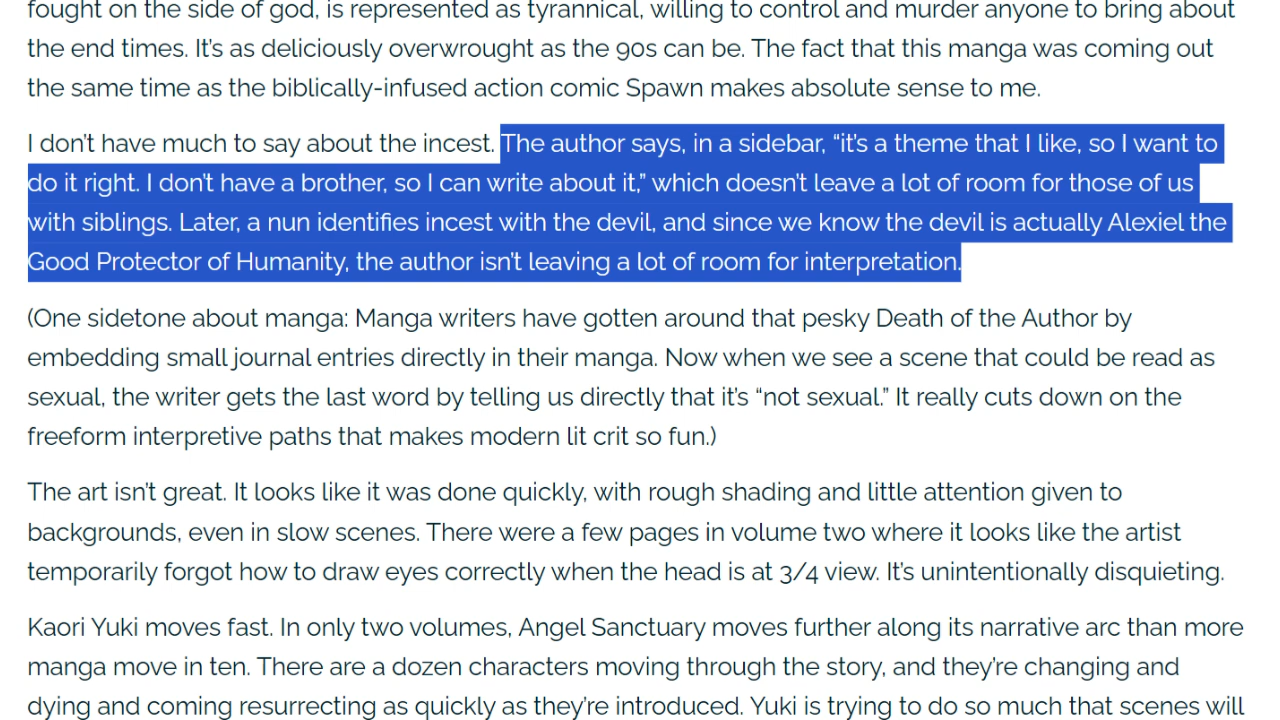 fought on the side of god, is represented as tyrannical, willing to control and murder anyone to bring about
the end times. It's as deliciously overwrought as the 90s can be. The fact that this manga was coming out
the same time as the biblically-infused action comic Spawn makes absolute sense to me.
I don't have much to say about the incest. The author says, in a sidebar, “it's a theme that I like, so I want to
do it right. I don't have a brother, so I can write about it,” which doesn't leave a lot of room for those of us
with siblings. Later, a nun identifies incest with the devil, and since we know the devil is actually Alexiel the
Good Protector of Humanity, the author isn't leaving a lot of room for interpretation.
(One sidetone about manga: Manga writers have gotten around that pesky Death of the Author by
embedding small journal entries directly in their manga. Now when we see a scene that could be read as
sexual, the writer gets the last word by telling us directly that it's “not sexual.” It really cuts down on the
freeform interpretive paths that makes modern lit crit so fun.)
The art isn't great. It looks like it was done quickly, with rough shading and little attention given to
backgrounds, even in slow scenes. There were a few pages in volume two where it looks like the artist
temporarily forgot how to draw eyes correctly when the head is at 3/4 view. It's unintentionally disquieting.
Kaori Yuki moves fast. In only two volumes, Angel Sanctuary moves further along its narrative arc than more
manga move in ten. There are a dozen characters moving through the story, and they're changing and
dying and coming resurrecting as quickly as they're introduced. Yuki is trying to do so much that scenes will